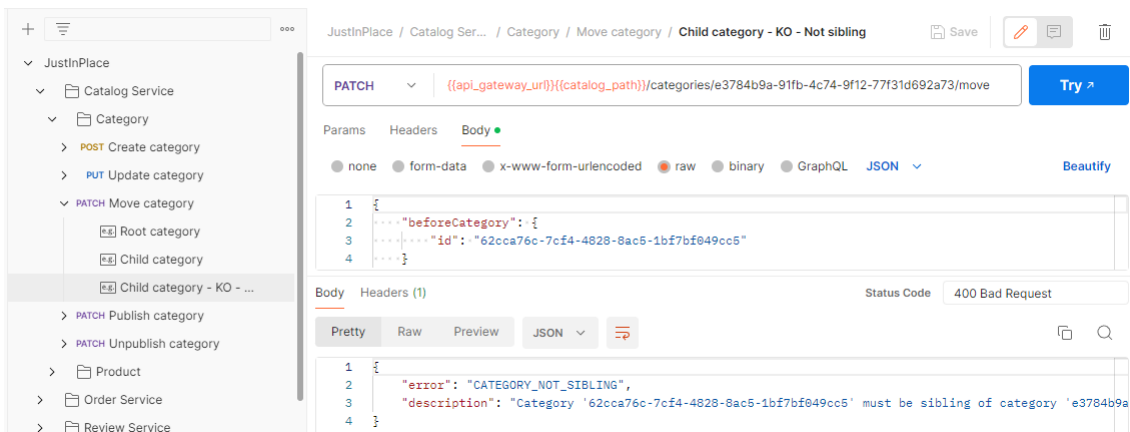 JustInPlace / Catalog Ser... / Category / Move category / Child category - KO - Not sibling
Save
JustInPlace
Catalog Service
Category
POST Create category
PUT Update category
PATCH Move category
e.g. Root category
e.g. Child category
e.g. Child category - KO - ...
PATCH Publish category
PATCH Unpublish category
Product
Order Service
Review Service
PATCH
{{api_gateway_url}}{{catalog_path}}/categories/e3784b9a-91fb-4c74-9f12-77f31d692a73/move
Try
Params Headers Body
none form-data x-www-form-urlencoded raw binary GraphQL JSON Beautify
1 {
2 "beforeCategory": {
3 "id": "62cca76c-7cf4-4828-8ac5-1bf7bf049cc5"
4 }
Body Headers (1) Status Code 400 Bad Request
Pretty Raw Preview JSON
1 {
2 "error": "CATEGORY_NOT_SIBLING",
3 "description": "Category '62cca76c-7cf4-4828-8ac5-1bf7bf049cc5' must be sibling of category 'e3784b9a
4 }